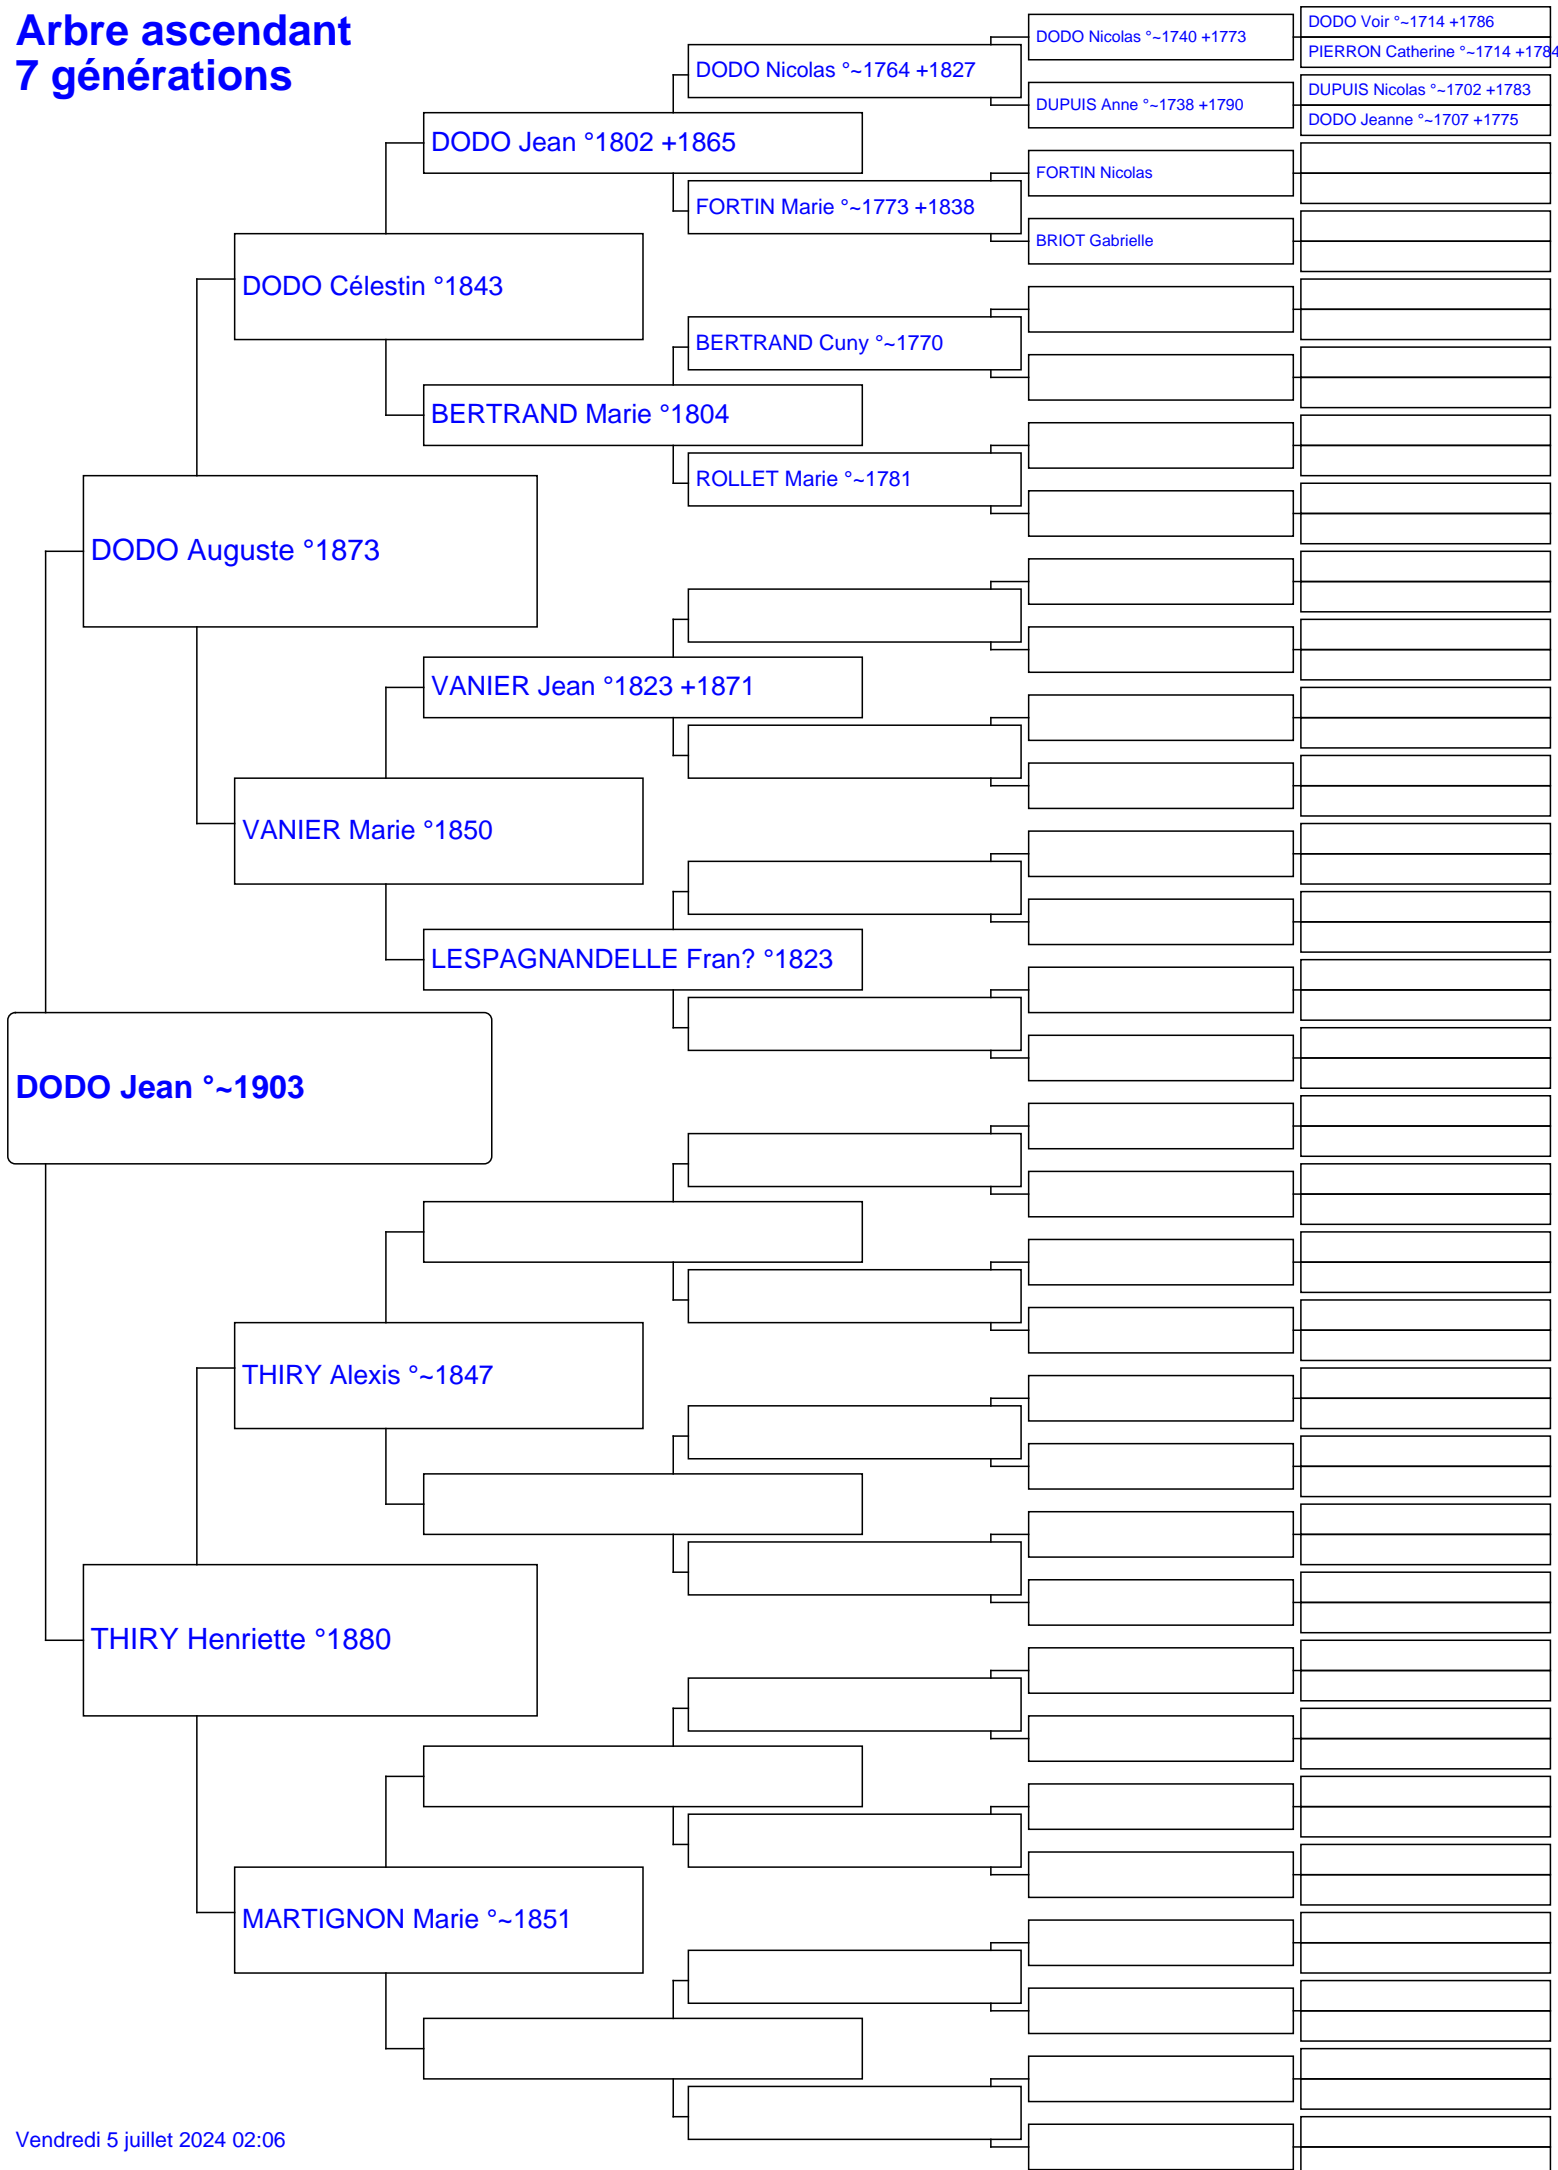 Arbre ascendant
7 générations
DODO Voir °~1714 +1786
DODO Nicolas °~1740 +1773
PIERRON Catherine °~1714 +1784
DODO Nicolas °~1764 +1827
DUPUIS Nicolas °~1702 +1783
DUPUIS Anne °~1738 +1790
DODO Jeanne °~1707 +1775
DODO Jean °1802 +1865
FORTIN Nicolas
FORTIN Marie °~1773 +1838
BRIOT Gabrielle
DODO Célestin °1843
BERTRAND Cuny °~1770
BERTRAND Marie °1804
ROLLET Marie °~1781
DODO Auguste °1873
VANIER Jean °1823 +1871
VANIER Marie °1850
LESPAGNANDELLE Fran? °1823
DODO Jean °~1903
THIRY Alexis °~1847
THIRY Henriette °1880
MARTIGNON Marie °~1851
Vendredi 5 juillet 2024 02:06